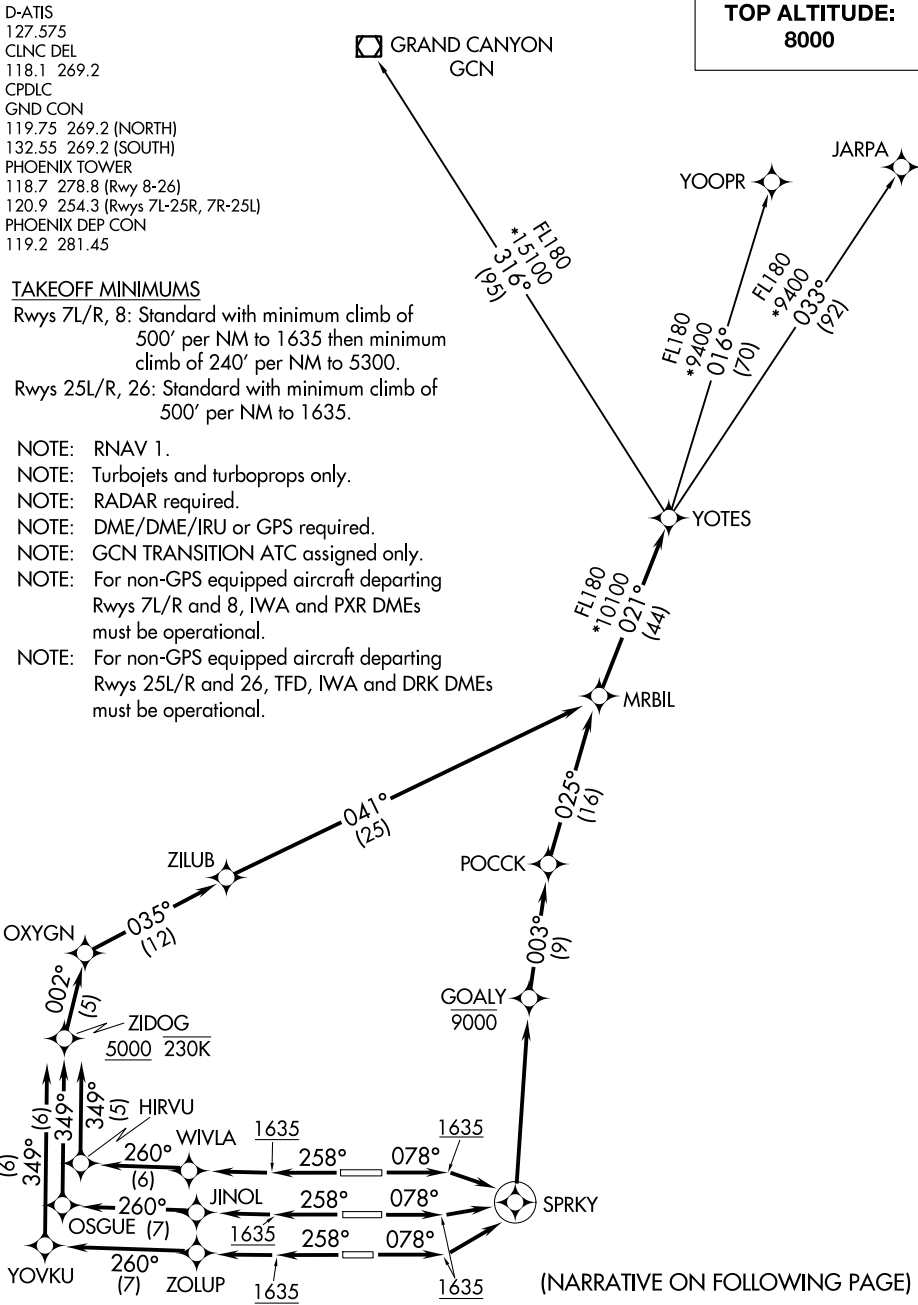 D-ATIS
127.575
CLNC DEL
118.1 269.2
CPDLC
GND CON
119.75 269.2 (NORTH)
132.55 269.2 (SOUTH)
PHOENIX TOWER
118.7 278.8 (Rwy 8-26)
120.9 254.3 (Rwys 7L-25R, 7R-25L)
PHOENIX DEP CON
119.2 281.45
TOP ALTITUDE:
8000
GRAND CANYON
GCN
JARPA
YOOPR
FL180
*15100
316°
(95)
FL180
*9400
016°
(70)
FL180
*9400
033°
(92)
TAKEOFF MINIMUMS
Rwys 7L/R, 8: Standard with minimum climb of
500' per NM to 1635 then minimum
climb of 240' per NM to 5300.
Rwys 25L/R, 26: Standard with minimum climb of
500' per NM to 1635.
NOTE: RNAV 1.
NOTE: Turbojets and turboprops only.
NOTE: RADAR required.
NOTE: DME/DME/IRU or GPS required.
NOTE: GCN TRANSITION ATC assigned only.
NOTE: For non-GPS equipped aircraft departing
Rwys 7L/R and 8, IWA and PXR DMEs
must be operational.
NOTE: For non-GPS equipped aircraft departing
Rwys 25L/R and 26, TFD, IWA and DRK DMEs
must be operational.
YOTES
FL180
*10100
021°
(44)
MRBIL
041°
(25)
025°
(16)
ZILUB
POCCK
035°
(12)
OXYGN
003°
(9)
002°
(5)
GOALY
9000
ZIDOG
5000 230K
349°
(6)
349°
(6)
349°
(5)
HIRVU
WIVLA
260°
(6)
1635
258°
078°
1635
JINOL
260°
(7)
OSGUE
1635
258°
078°
SPRKY
YOVKU
260°
(7)
ZOLUP
1635
258°
078°
1635
(NARRATIVE ON FOLLOWING PAGE)